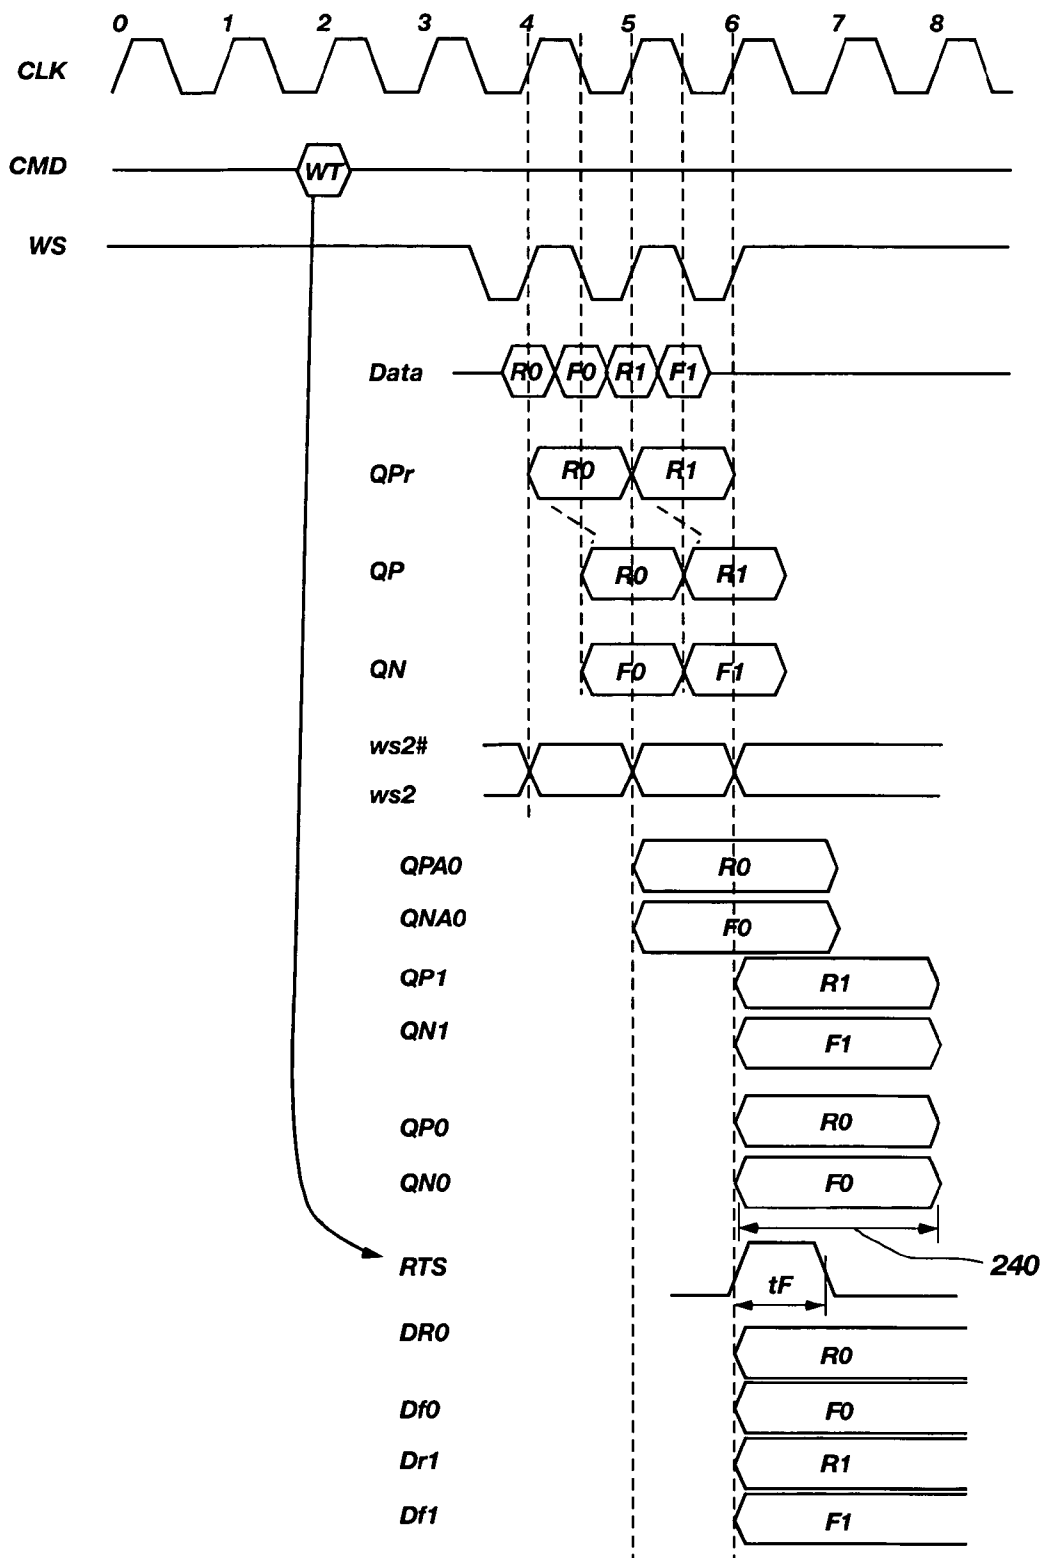 0 1 2 3 4 5 6 7 8
CLK
CMD WT
WS
Data R0 F0 R1 F1
QPr R0 R1
QP R0 R1
QN F0 F1
ws2#
ws2
QPA0 R0
QNA0 F0
QP1 R1
QN1 F1
QP0 R0
QN0 F0
240
RTS tF
DR0 R0
Df0 F0
Dr1 R1
Df1 F1